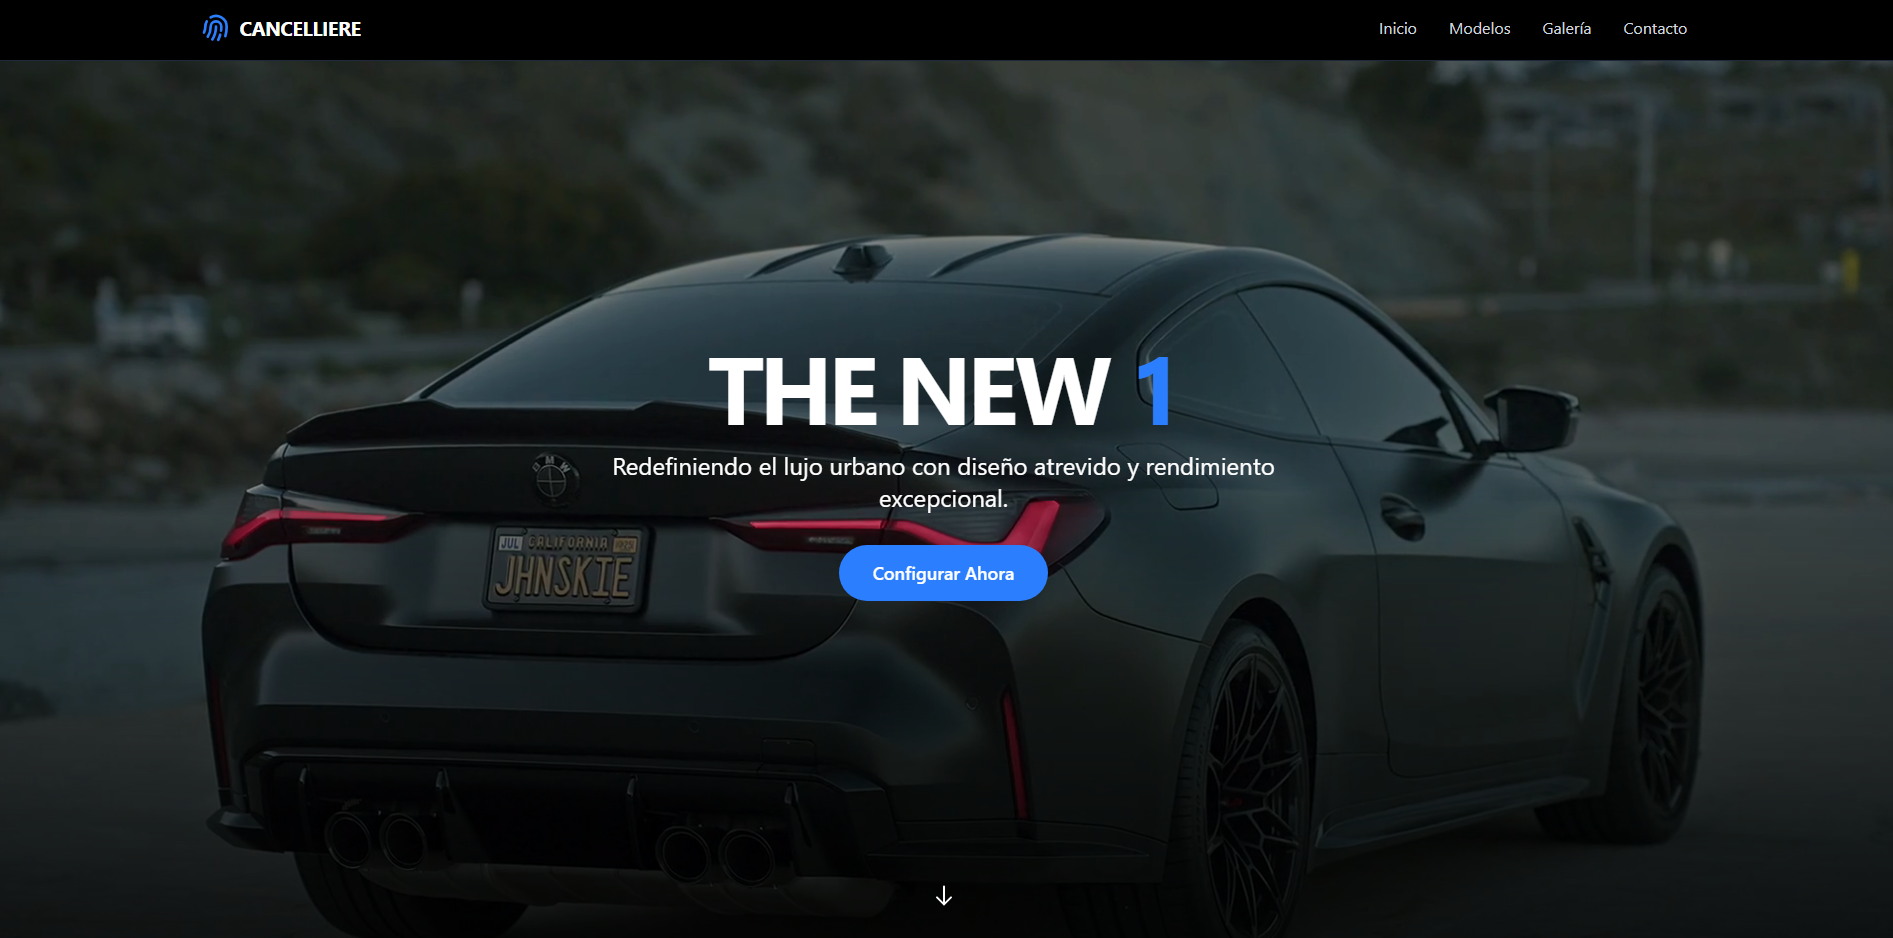 CANCELLIERE
Inicio Modelos Galería Contacto
THE NEW 1
Redefiniendo el lujo urbano con diseño atrevido y rendimiento
excepcional.
BMW
JUL CALIFORNIA
JHNSKIE
Configurar Ahora